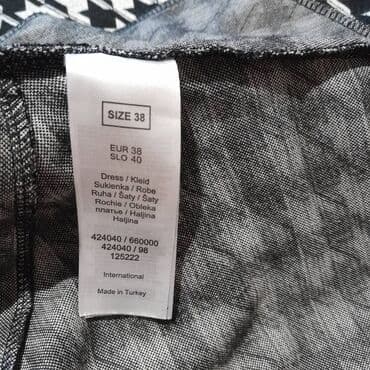 SIZE 38
EUR 38
SLO 40
Dress / Kleid
Sukienka / Robe
Ruha / Šaty / Šaty
Rochie / Obleka
платье / Haljina
Haljina
424040 / 660000
424040 / 98
125222
International
Made in Turkey